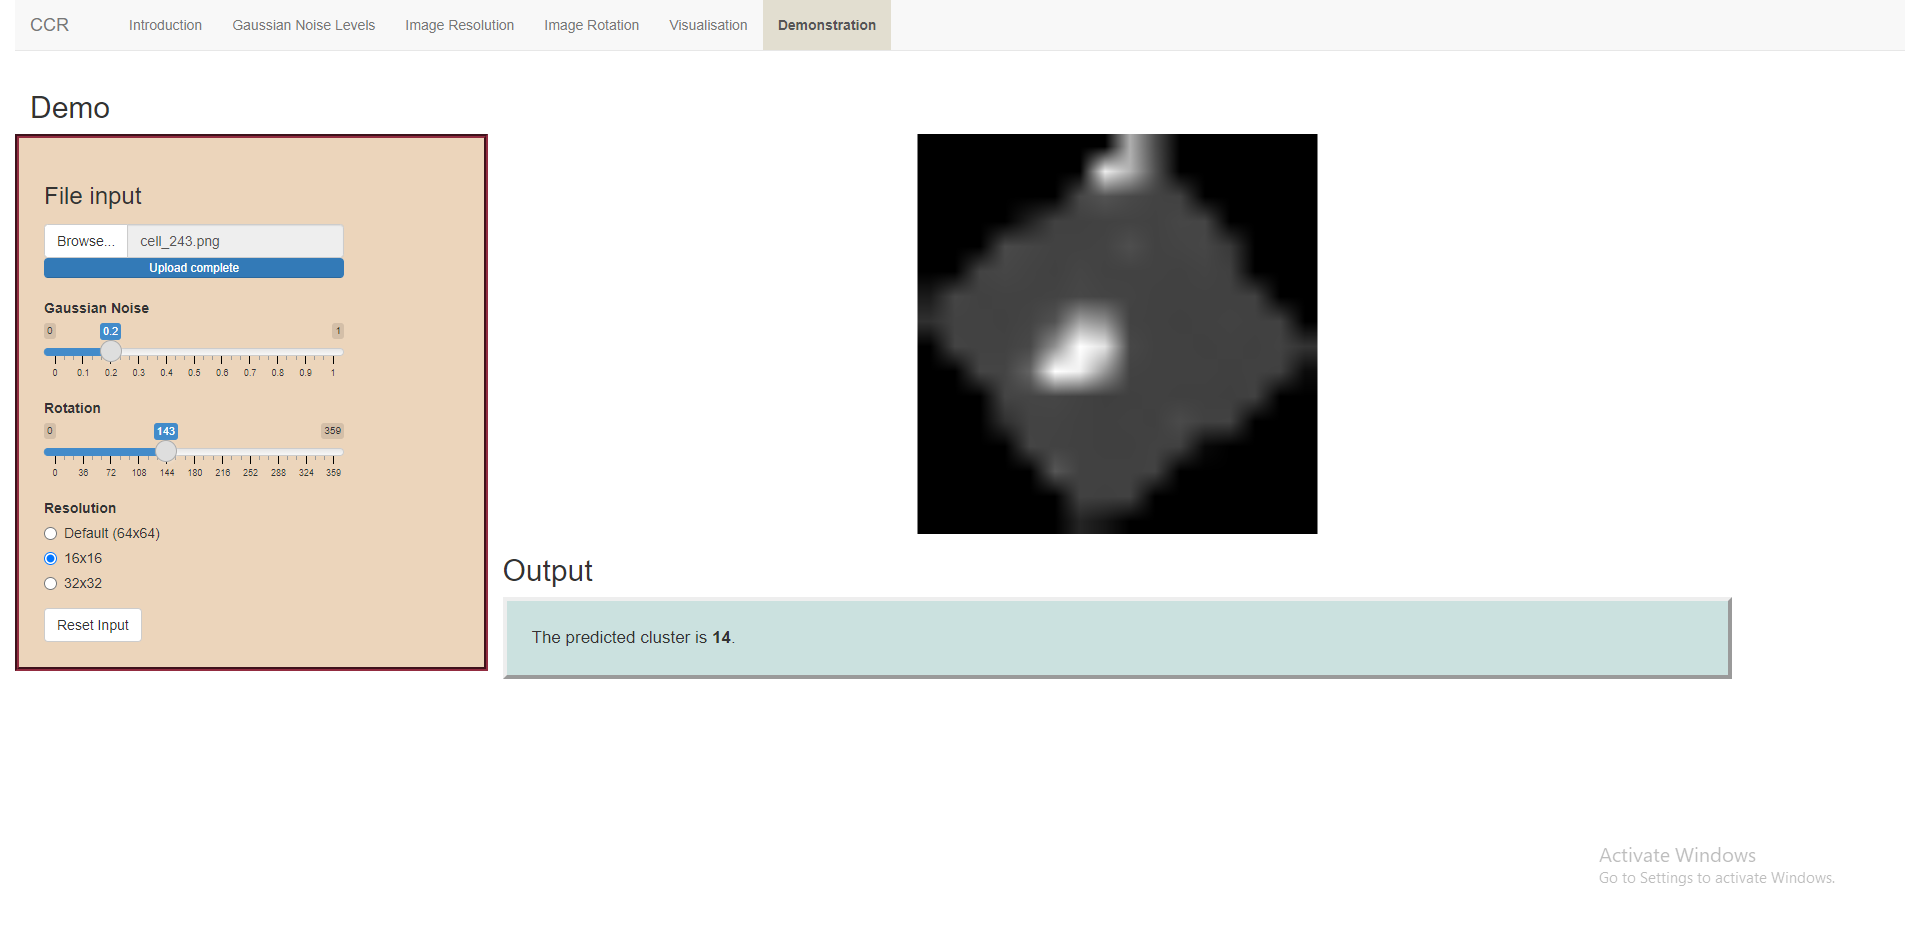 CCR Introduction Gaussian Noise Levels Image Resolution Image Rotation Visualisation Demonstration
Demo
File input
Browse... cell_243.png
Upload complete
Gaussian Noise
0 0.2 1
0 0.1 0.2 0.3 0.4 0.5 0.6 0.7 0.8 0.9 1
Rotation
0 143 359
0 36 72 108 144 180 216 252 288 324 359
Resolution
Default (64x64)
16x16
32x32
Reset Input
Output
The predicted cluster is 14.
Activate Windows
Go to Settings to activate Windows.